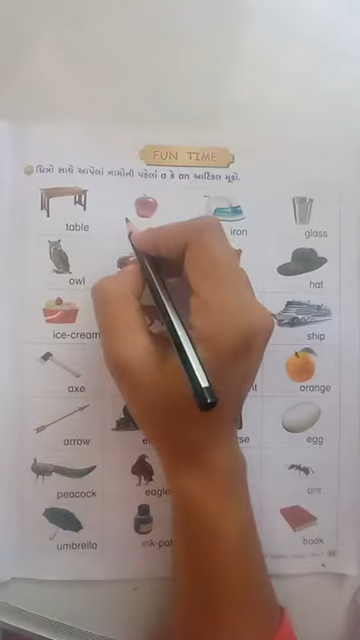 FUN TIME
ચિત્રો સાથે આપેલાં નામોની પહેલાં a કે an આર્ટિકલ મૂકો.
table
iron
glass
owl
hat
ice-cream
ship
axe
orange
arrow
egg
peacock
eagle
ant
umbrella
ink-pot
book